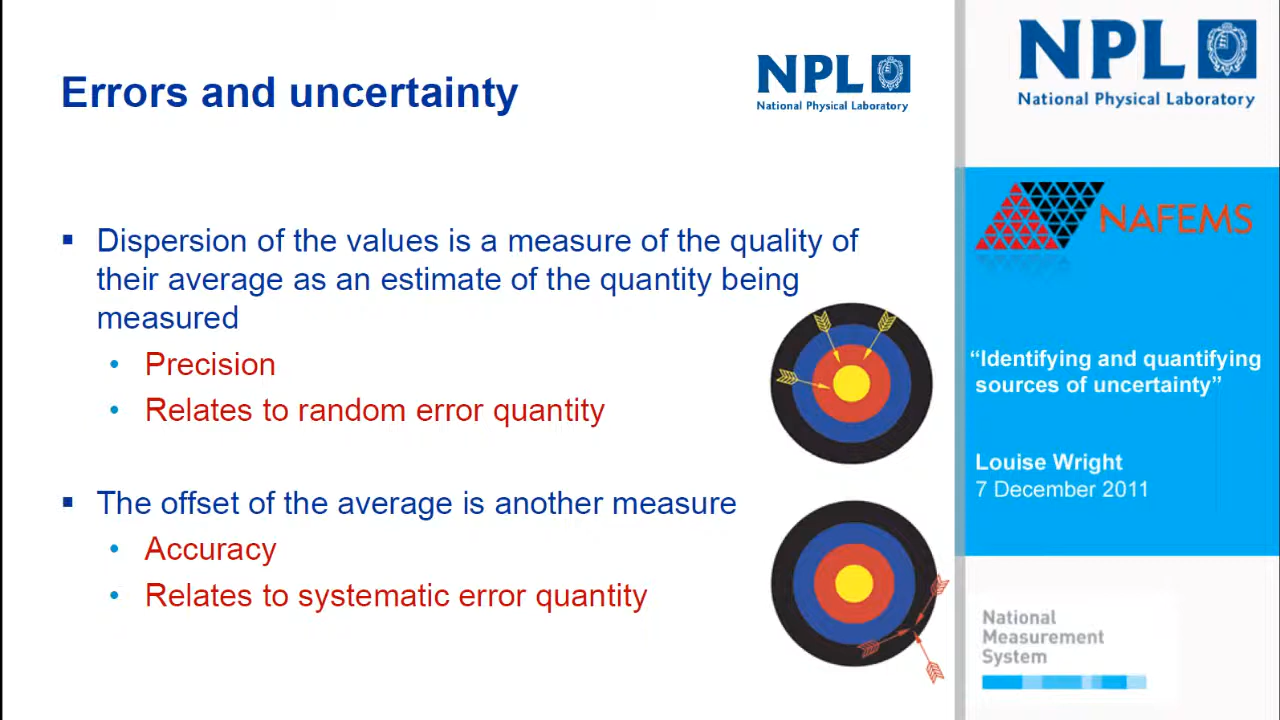 Errors and uncertainty
NPL
National Physical Laboratory
▪ Dispersion of the values is a measure of the quality of
their average as an estimate of the quantity being
measured
• Precision
• Relates to random error quantity
▪ The offset of the average is another measure
• Accuracy
• Relates to systematic error quantity
NPL
National Physical Laboratory
NAFEMS
“Identifying and quantifying
sources of uncertainty”
Louise Wright
7 December 2011
National
Measurement
System